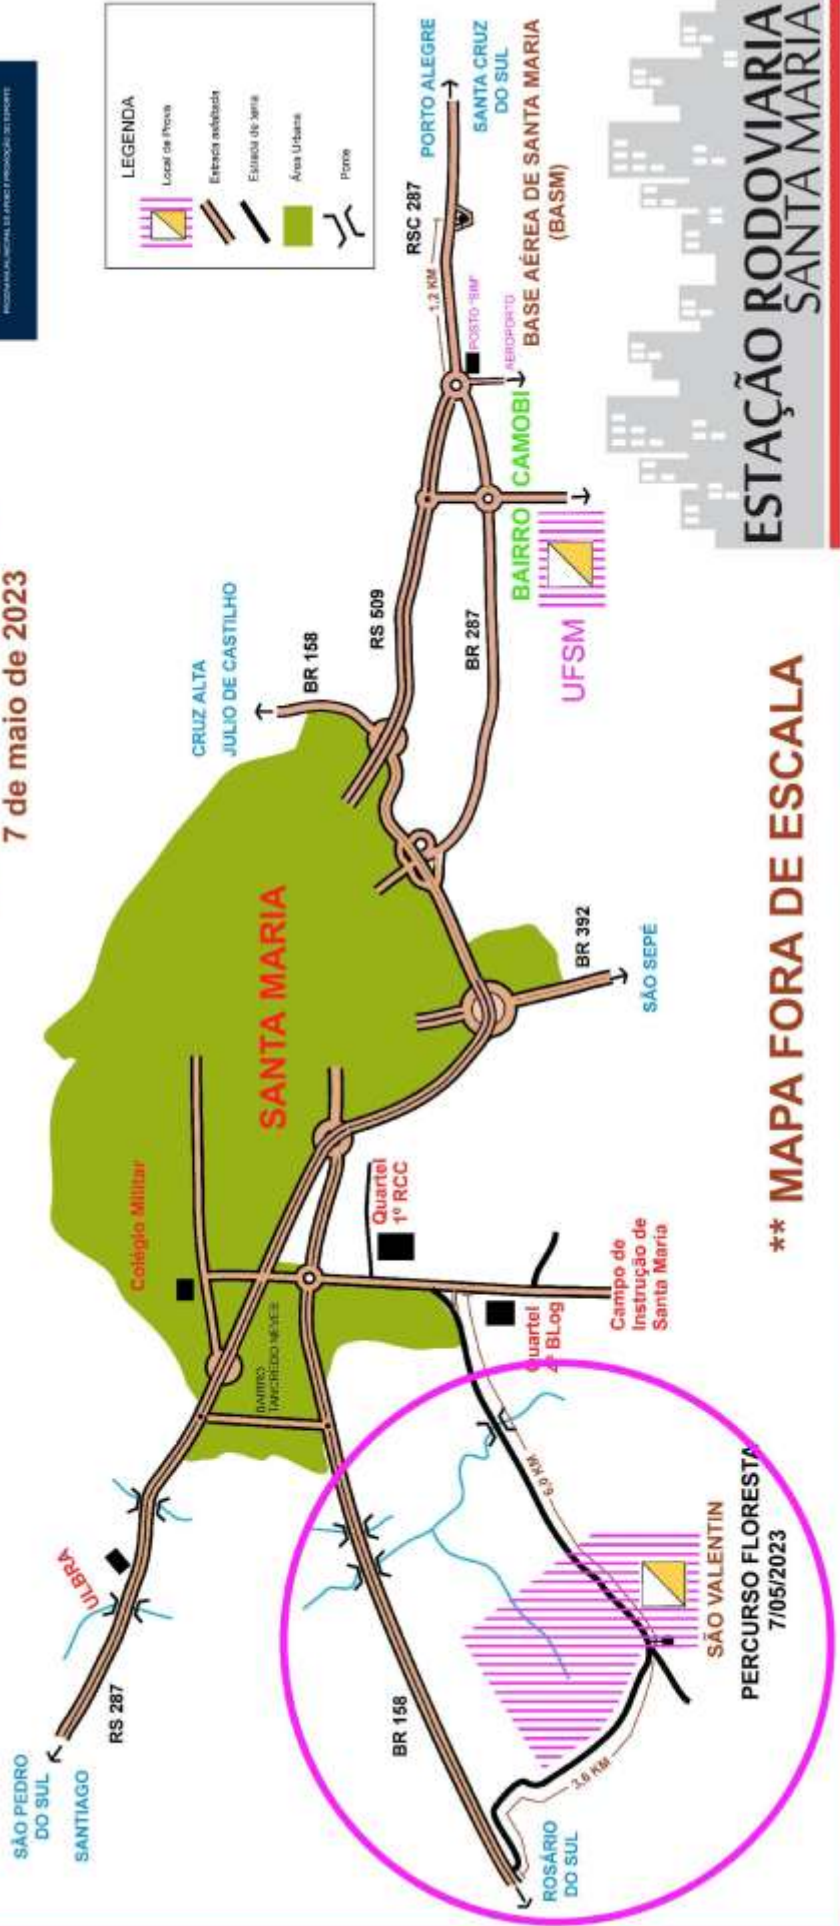 7 de maio de 2023
LEGENDA
Local de Prova
Estrada asfaltada
Estrada de terra
Área Urbana
Ponte
SÃO PEDRO
DO SUL
SANTIAGO
RS 287
ULBRA
Colégio Militar
BAIRRO
TANCREDO NEVES
SANTA MARIA
CRUZ ALTA
JULIO DE CASTILHO
BR 158
RS 509
BR 287
RSC 287
1,2 KM
PORTO ALEGRE
SANTA CRUZ
DO SUL
POSTO "SIM"
AEROPORTO
BASE AÉREA DE SANTA MARIA
(BASM)
BAIRRO CAMOBI
UFSM
BR 392
SÃO SEPÉ
Quartel
1º RCC
Quartel
4º BLog
Campo de
Instrução de
Santa Maria
BR 158
ROSÁRIO
DO SUL
3,6 KM
6,9 KM
SÃO VALENTIN
PERCURSO FLORESTA
7/05/2023
** MAPA FORA DE ESCALA
ESTAÇÃO RODOVIARIA
SANTA MARIA